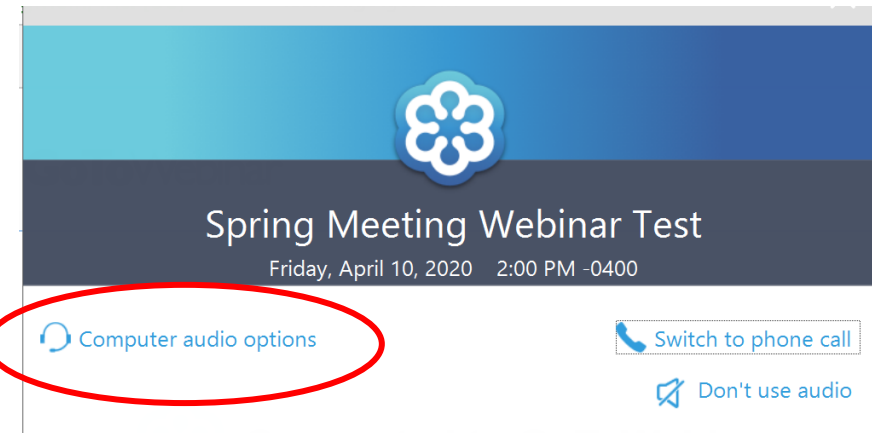 Spring Meeting Webinar Test
Friday, April 10, 2020 2:00 PM -0400
Computer audio options
Switch to phone call
Don't use audio